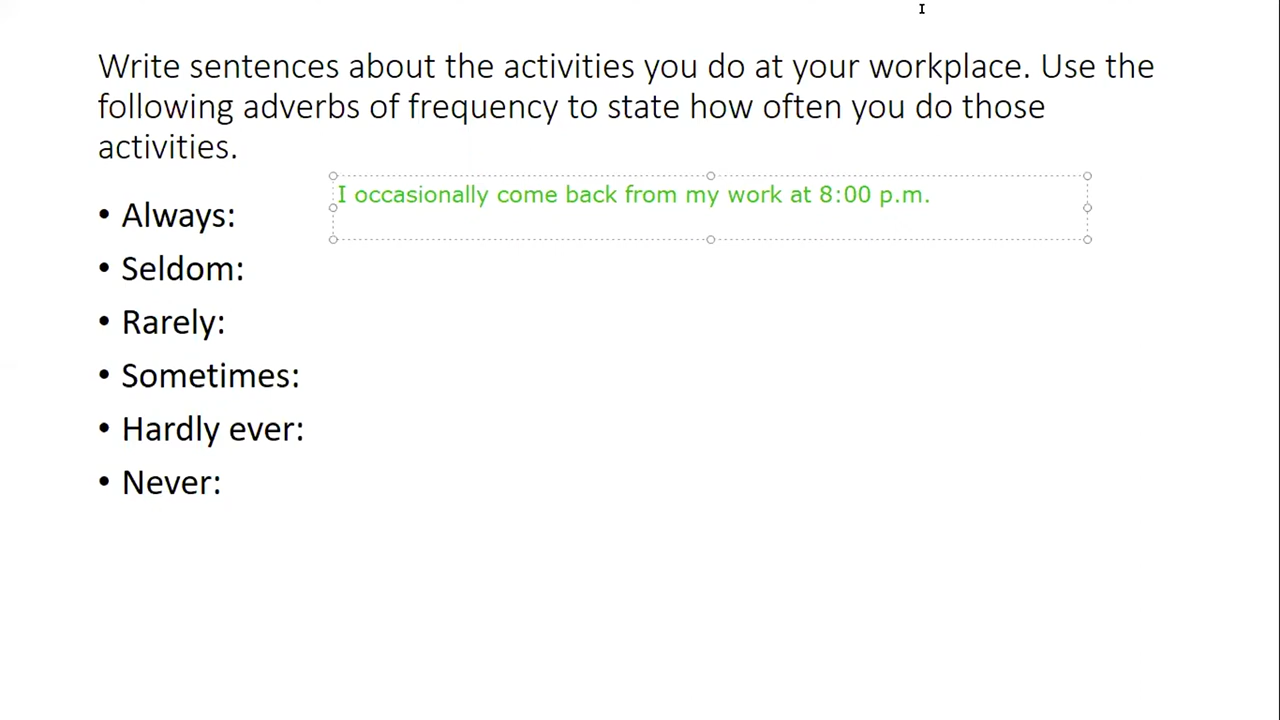 Write sentences about the activities you do at your workplace. Use the
following adverbs of frequency to state how often you do those
activities.
I occasionally come back from my work at 8:00 p.m.
• Always:
• Seldom:
• Rarely:
• Sometimes:
• Hardly ever:
• Never: